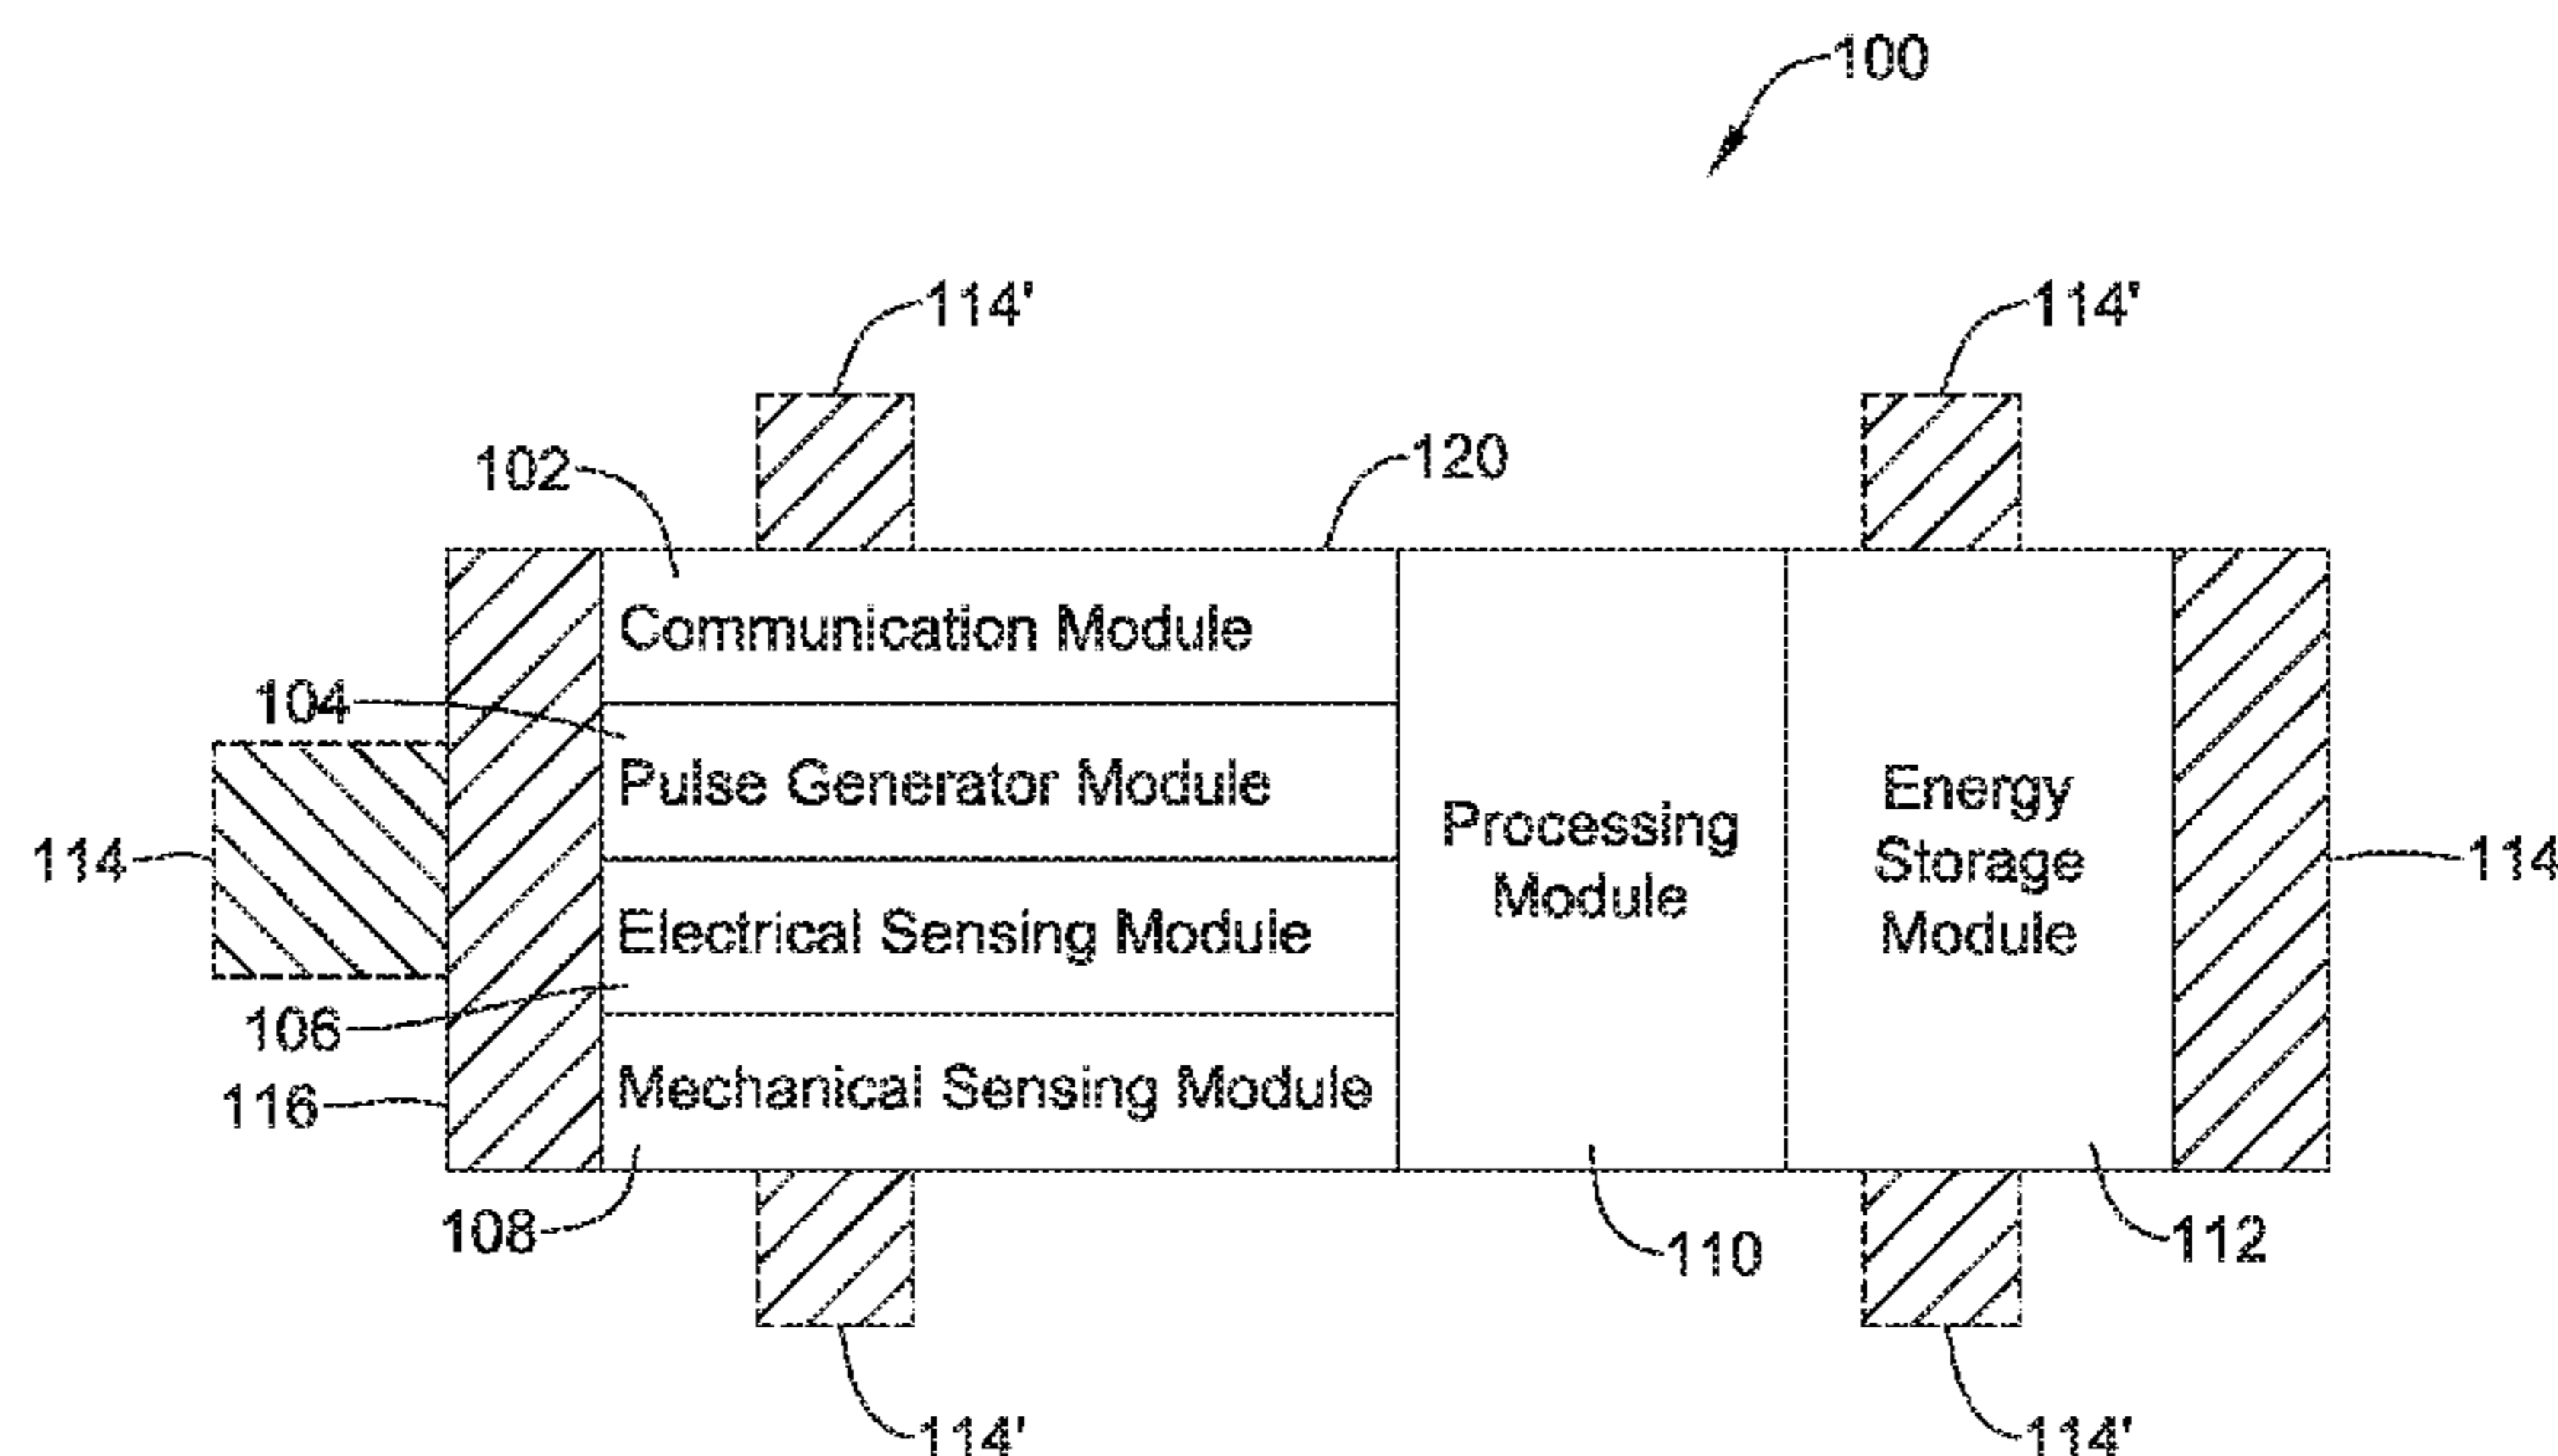 100
114'
114'
102
120
Communication Module
104
Pulse Generator Module
Processing
Module
Energy
Storage
Module
114
114
Electrical Sensing Module
106
Mechanical Sensing Module
116
108
110
112
114'
114'